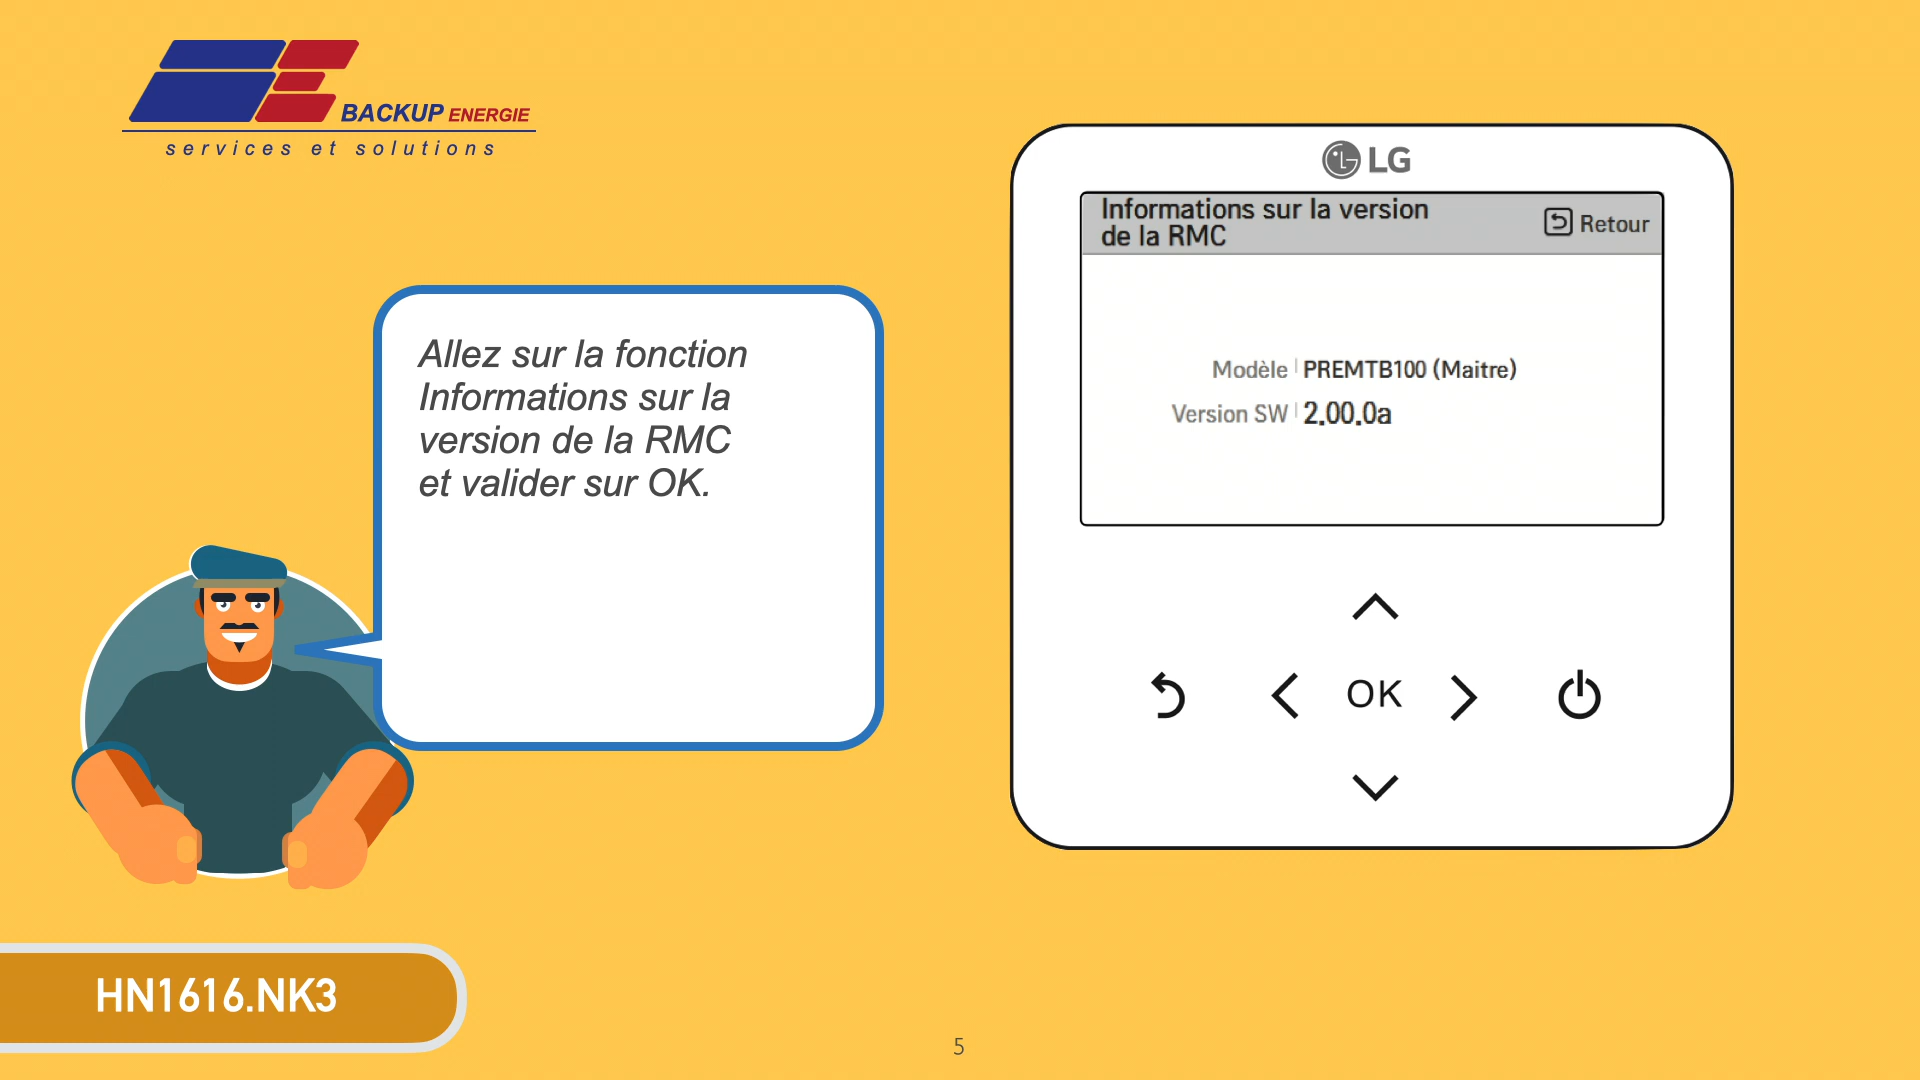 BACKUP ENERGIE
services et solutions
Allez sur la fonction
Informations sur la
version de la RMC
et valider sur OK.
LG
Informations sur la version
de la RMC
Retour
Modèle PREMTB100 (Maitre)
Version SW 2.00.0a
OK
HN1616.NK3
5